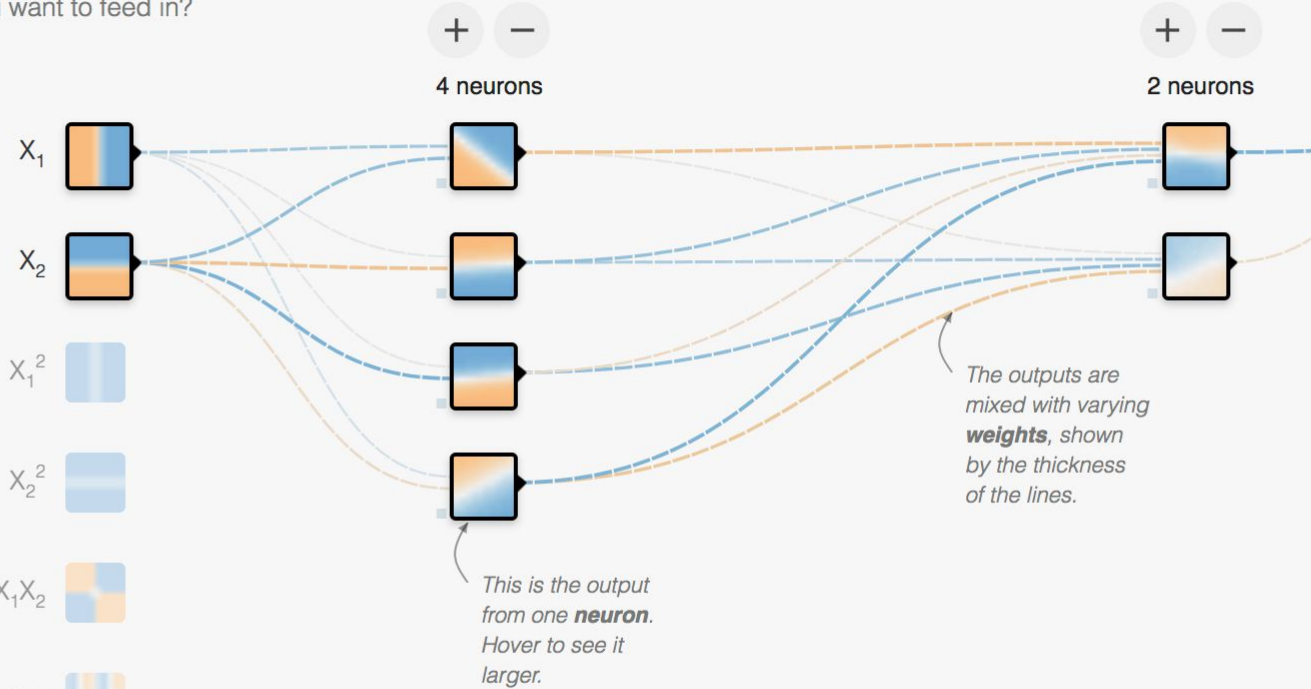 want to feed in?
+ −
+ −
4 neurons
2 neurons
X₁
X₂
X₁²
X₂²
X₁X₂
The outputs are
mixed with varying
weights, shown
by the thickness
of the lines.
This is the output
from one neuron.
Hover to see it
larger.